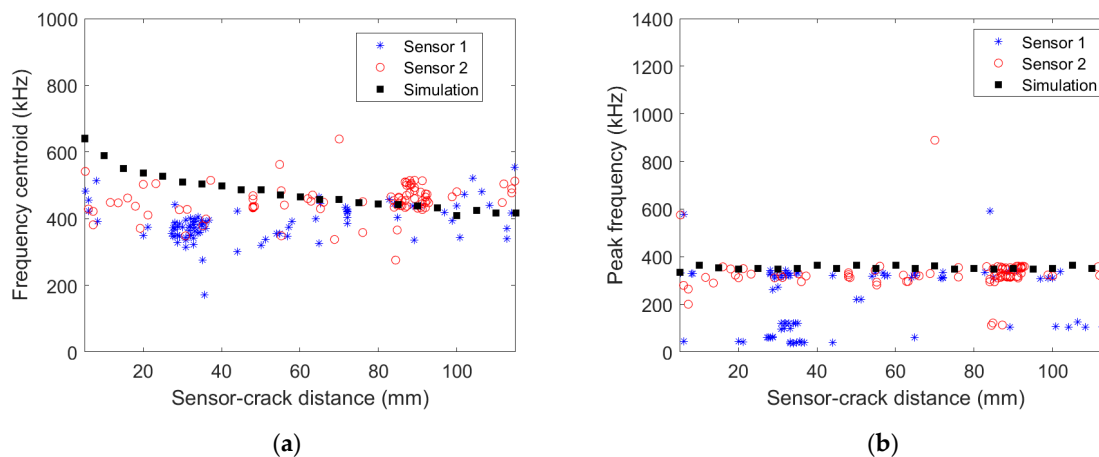 1000
800
600
400
200
0
Frequency centroid (kHz)
Sensor 1
Sensor 2
Simulation
20 40 60 80 100
Sensor-crack distance (mm)
(a)
1400
1200
1000
800
600
400
200
0
Peak frequency (kHz)
Sensor 1
Sensor 2
Simulation
20 40 60 80 100
Sensor-crack distance (mm)
(b)